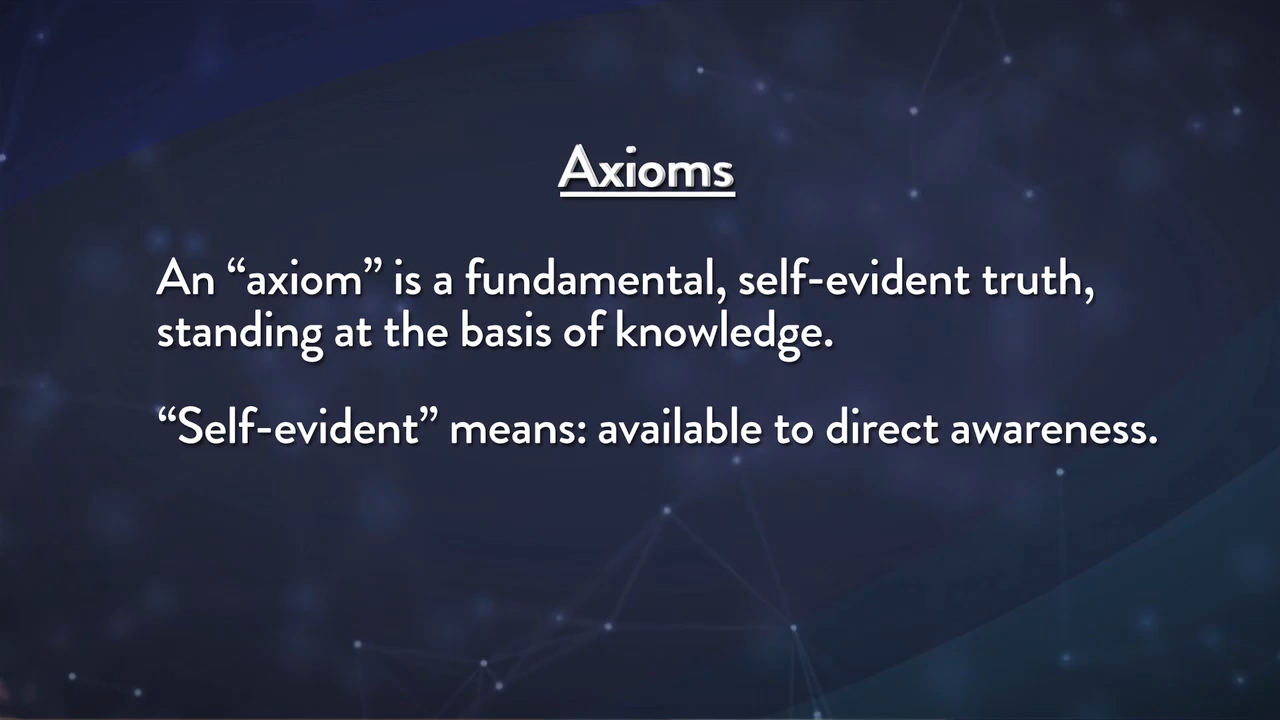 Axioms
An “axiom” is a fundamental, self-evident truth,
standing at the basis of knowledge.
“Self-evident” means: available to direct awareness.